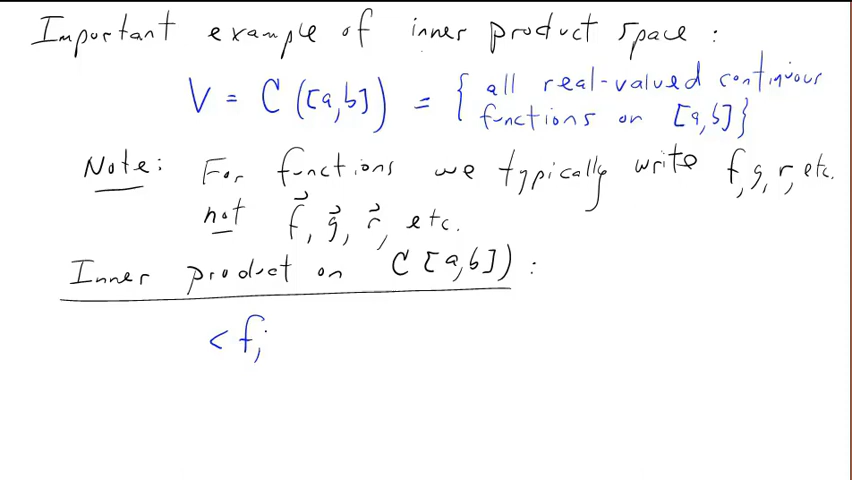 Important example of inner product space :
V = C([a,b]) = { all real-valued continuous
functions on [a,b]}
Note: For functions we typically write f,g,r,etc.
not f⃗, g⃗, r⃗, etc.
Inner product on C[a,b]) :
< f;